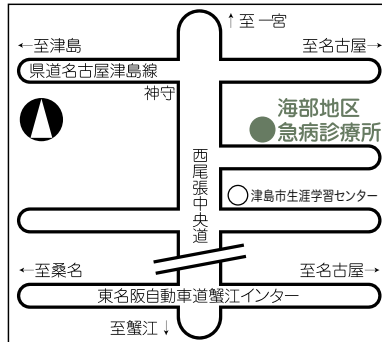 ↑至一宮
←至津島
至名古屋→
県道名古屋津島線
神守
海部地区
急病診療所
西尾張中央道
津島市生涯学習センター
←至桑名
至名古屋→
東名阪自動車道蟹江インター
至蟹江↓